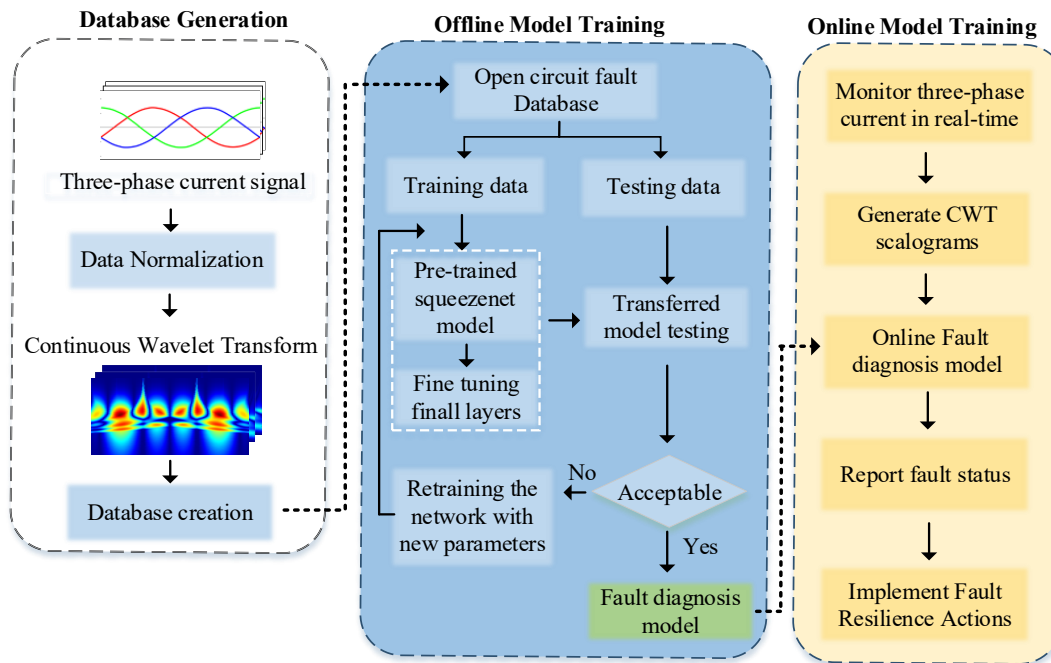 Database Generation
Three-phase current signal
Data Normalization
Continuous Wavelet Transform
Database creation
Offline Model Training
Open circuit fault
Database
Training data
Testing data
Pre-trained
squeezenet
model
Fine tuning
finall layers
Transferred
model testing
Acceptable
No
Yes
Retraining the
network with
new parameters
Fault diagnosis
model
Online Model Training
Monitor three-phase
current in real-time
Generate CWT
scalograms
Online Fault
diagnosis model
Report fault status
Implement Fault
Resilience Actions